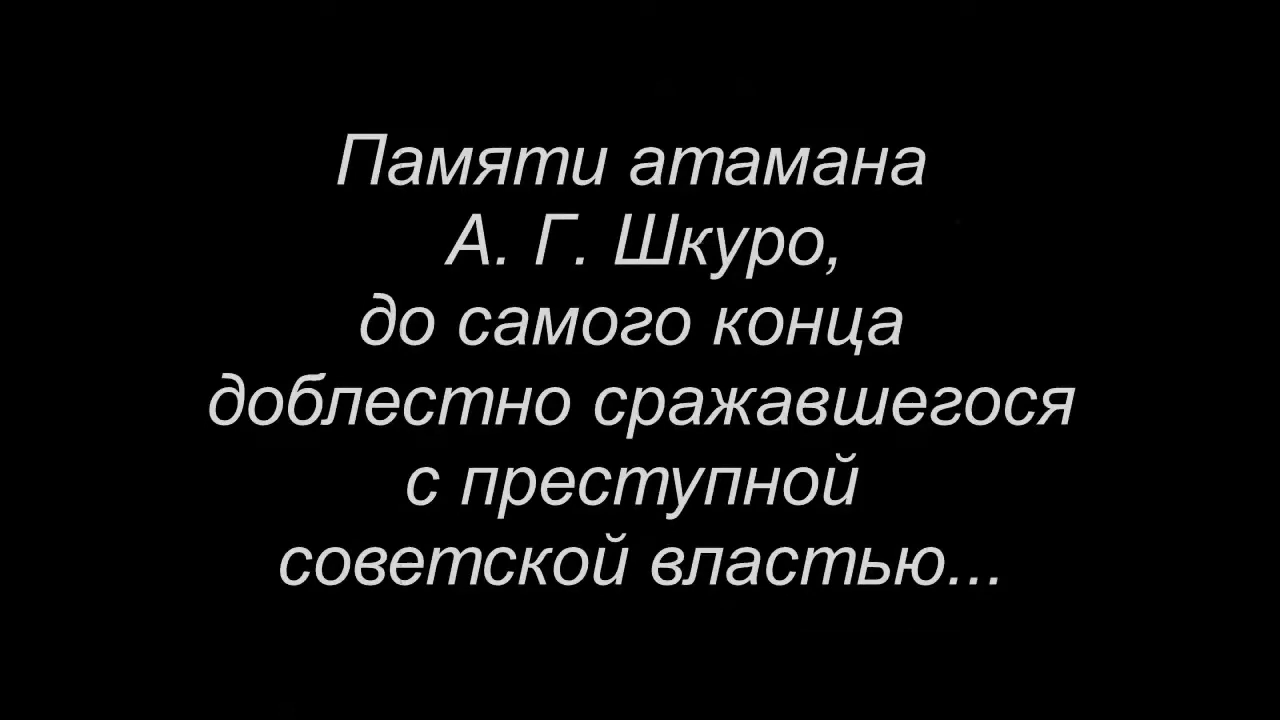 Памяти атамана
А. Г. Шкуро,
до самого конца
доблестно сражавшегося
с преступной
советской властью...